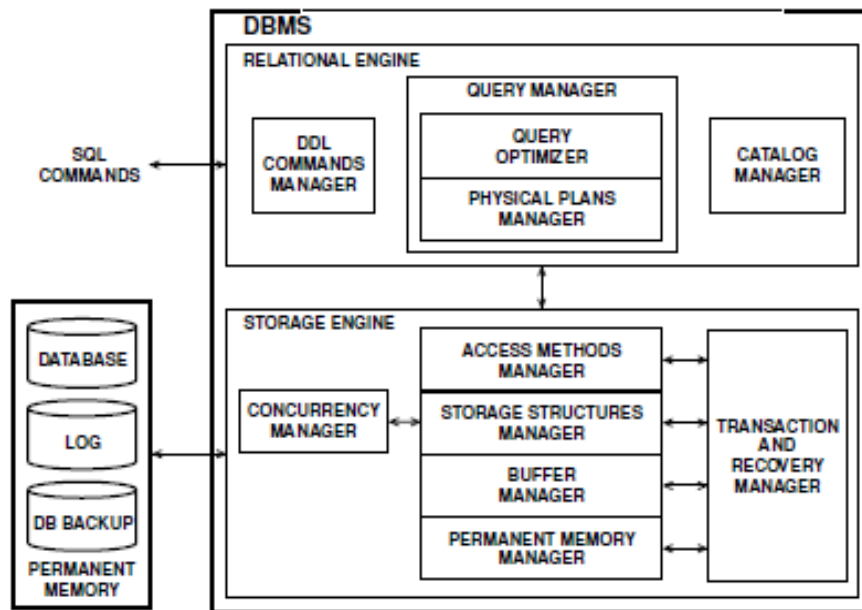 DBMS
RELATIONAL ENGINE
QUERY MANAGER
DDL
COMMANDS
MANAGER
QUERY
OPTIMIZER
PHYSICAL PLANS
MANAGER
CATALOG
MANAGER
SQL
COMMANDS
STORAGE ENGINE
DATABASE
LOG
DB BACKUP
PERMANENT
MEMORY
CONCURRENCY
MANAGER
ACCESS METHODS
MANAGER
STORAGE STRUCTURES
MANAGER
BUFFER
MANAGER
PERMANENT MEMORY
MANAGER
TRANSACTION
AND
RECOVERY
MANAGER